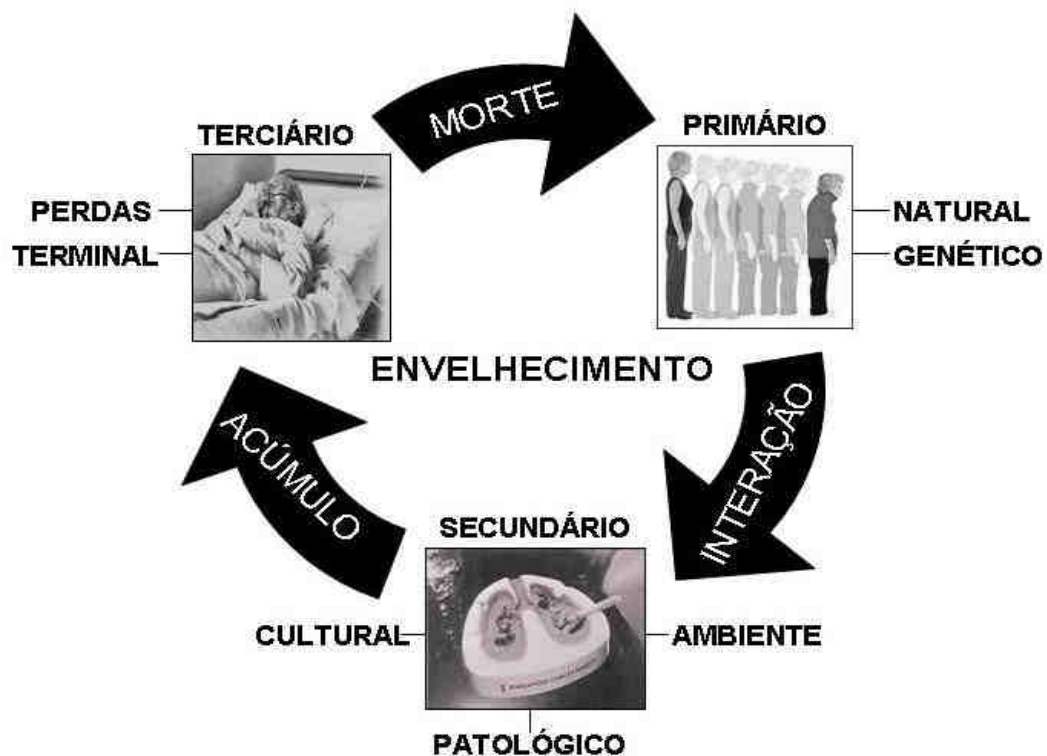 MORTE
TERCIÁRIO
PRIMÁRIO
PERDAS
TERMINAL
NATURAL
GENÉTICO
ENVELHECIMENTO
ACÚMULO
INTERAÇÃO
SECUNDÁRIO
CULTURAL
AMBIENTE
PATOLÓGICO